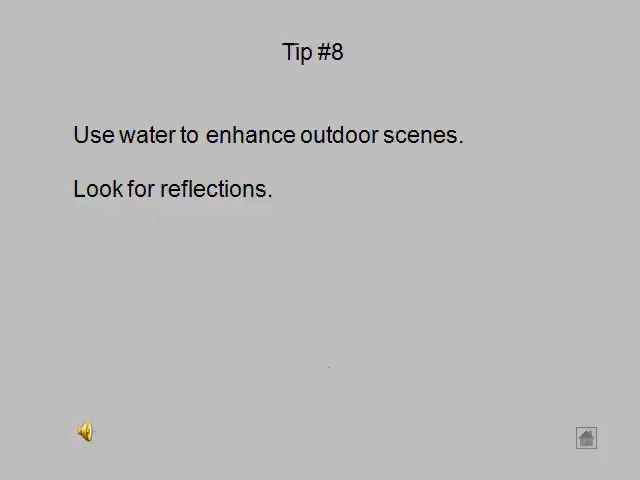 Tip #8
Use water to enhance outdoor scenes.
Look for reflections.